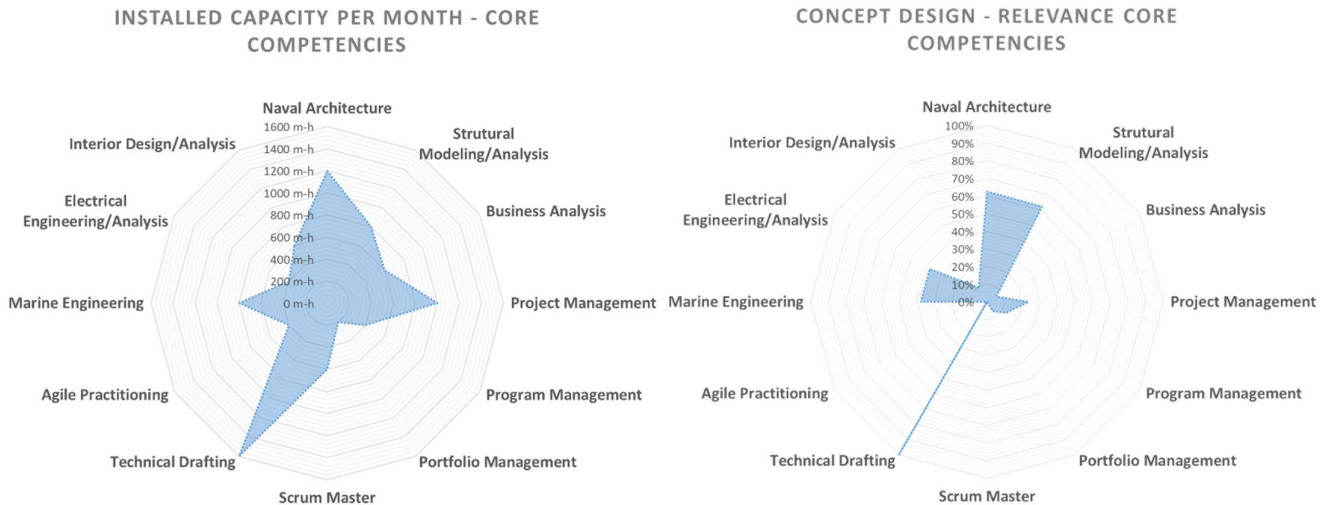 INSTALLED CAPACITY PER MONTH - CORE
COMPETENCIES
Naval Architecture
1600 m-h
1400 m-h
1200 m-h
1000 m-h
800 m-h
600 m-h
400 m-h
200 m-h
0 m-h
Strutural
Modeling/Analysis
Business Analysis
Project Management
Program Management
Portfolio Management
Scrum Master
Technical Drafting
Agile Practitioning
Marine Engineering
Electrical
Engineering/Analysis
Interior Design/Analysis
CONCEPT DESIGN - RELEVANCE CORE
COMPETENCIES
Naval Architecture
100%
90%
80%
70%
60%
50%
40%
30%
20%
10%
0%
Strutural
Modeling/Analysis
Business Analysis
Project Management
Program Management
Portfolio Management
Scrum Master
Technical Drafting
Agile Practitioning
Marine Engineering
Electrical
Engineering/Analysis
Interior Design/Analysis